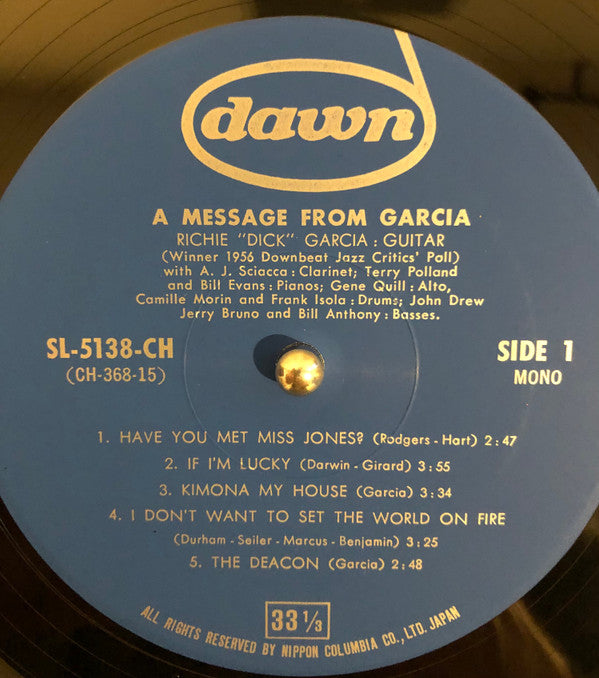 dawn
A MESSAGE FROM GARCIA
RICHIE "DICK" GARCIA : GUITAR
(Winner 1956 Downbeat Jazz Critics' Poll)
with A. J. Sciacca : Clarinet; Terry Polland
and Bill Evans : Pianos; Gene Quill : Alto,
Camille Morin and Frank Isola : Drums; John Drew
Jerry Bruno and Bill Anthony : Basses.
SL-5138-CH
(CH-368-15)
SIDE 1
MONO
1. HAVE YOU MET MISS JONES? (Rodgers - Hart) 2:47
2. IF I'M LUCKY (Darwin - Girard) 3:55
3. KIMONA MY HOUSE (Garcia) 3:34
4. I DON'T WANT TO SET THE WORLD ON FIRE
(Durham - Seiler - Marcus - Benjamin) 3:25
5. THE DEACON (Garcia) 2:48
33 1/3
ALL RIGHTS RESERVED BY NIPPON COLUMBIA CO., LTD. JAPAN